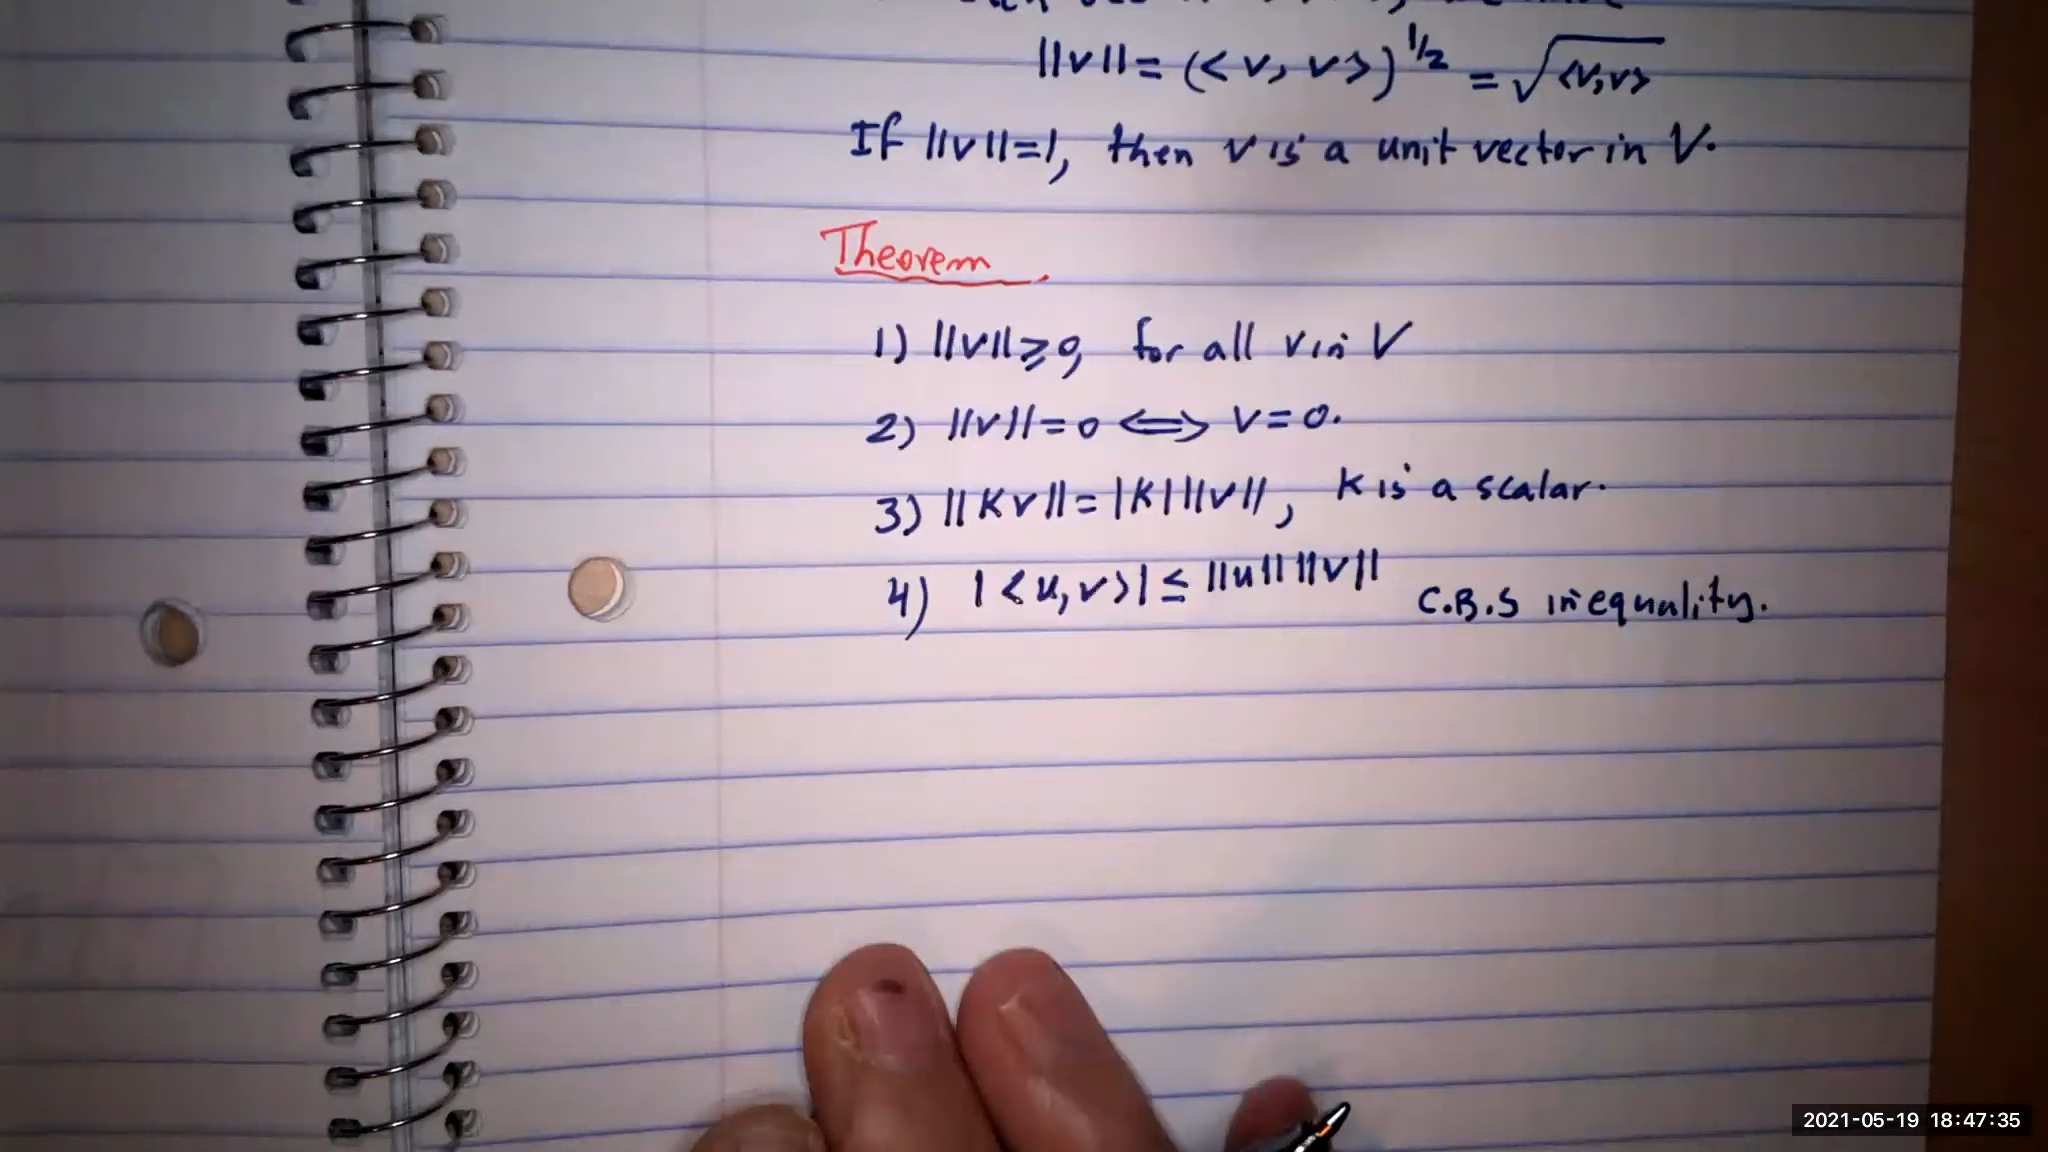 ||v|| = (<v, v>)^1/2 = √<v,v>
If ||v||=1, then v is a unit vector in V.
Theorem
1) ||v|| ≥ 0, for all v in V
2) ||v|| = 0 <=> v = 0.
3) ||Kv|| = |K| ||v||, K is a scalar.
4) |<u,v>| ≤ ||u|| ||v|| C.B.S inequality.
2021-05-19 18:47:35